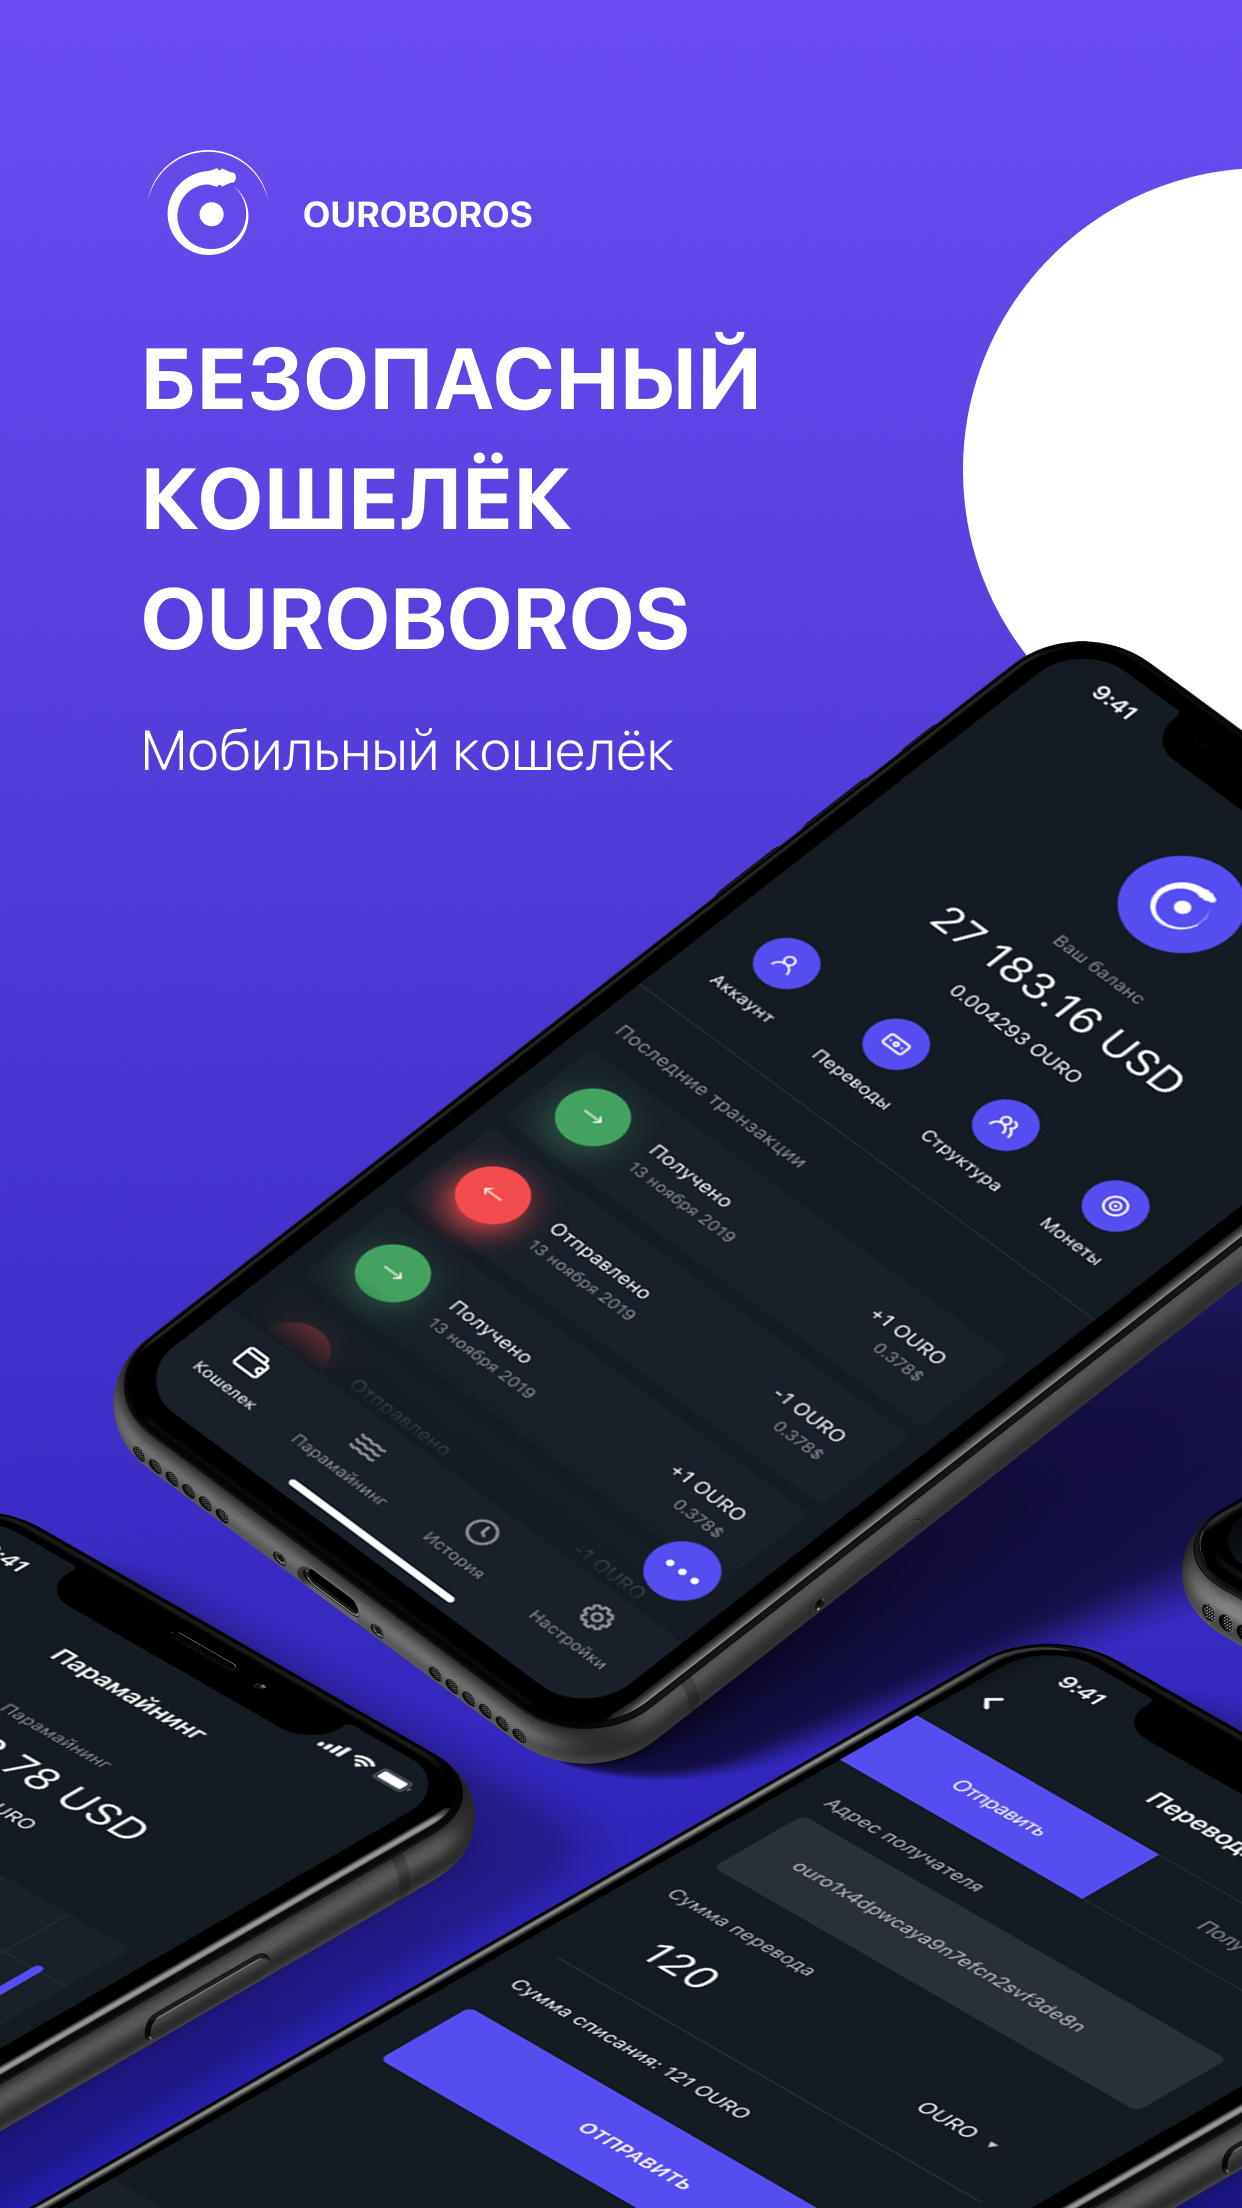 OUROBOROS
БЕЗОПАСНЫЙ
КОШЕЛЁК
OUROBOROS
Мобильный кошелёк
9:41
Ваш баланс
27 183.16 USD
0.004293 OURO
Аккаунт
Переводы
Структура
Монеты
Последние транзакции
Получено
13 ноября 2019
+1 OURO
0.378$
Отправлено
13 ноября 2019
-1 OURO
0.378$
Получено
13 ноября 2019
+1 OURO
0.378$
Отправлено
-1 OURO
Кошелек
Парамайнинг
История
Настройки
:41
Парамайнинг
Парамайнинг
78 USD
9:41
Отправить
Адрес получателя
ouro1x4dpwcaya9n7efcn2svf3de8n
Сумма перевода
120
OURO
Сумма списания: 121 OURO
ОТПРАВИТЬ